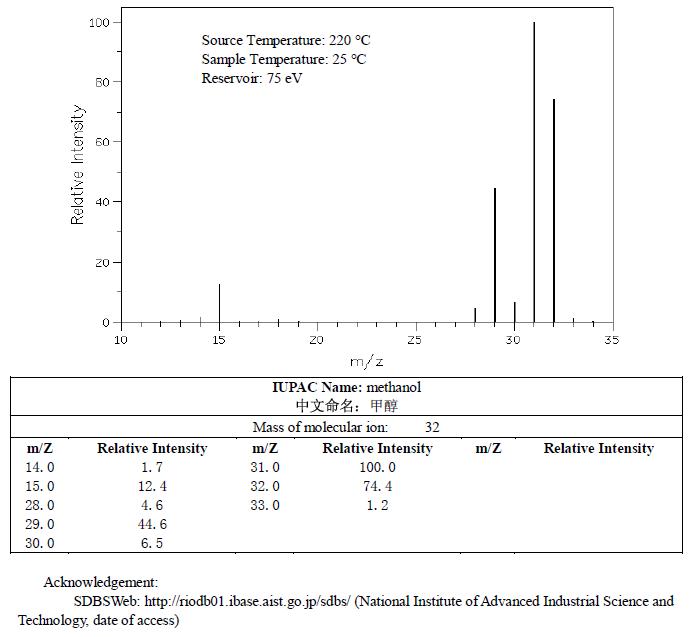 100
80
60
40
20
0
Relative Intensity
Source Temperature: 220 °C
Sample Temperature: 25 °C
Reservoir: 75 eV
10 15 20 25 30 35
m/z
IUPAC Name: methanol
中文命名：甲醇
Mass of molecular ion: 32
m/Z Relative Intensity m/Z Relative Intensity m/Z Relative Intensity
14.0 1.7 31.0 100.0
15.0 12.4 32.0 74.4
28.0 4.6 33.0 1.2
29.0 44.6
30.0 6.5
Acknowledgement:
SDBSWeb: http://riodb01.ibase.aist.go.jp/sdbs/ (National Institute of Advanced Industrial Science and
Technology, date of access)